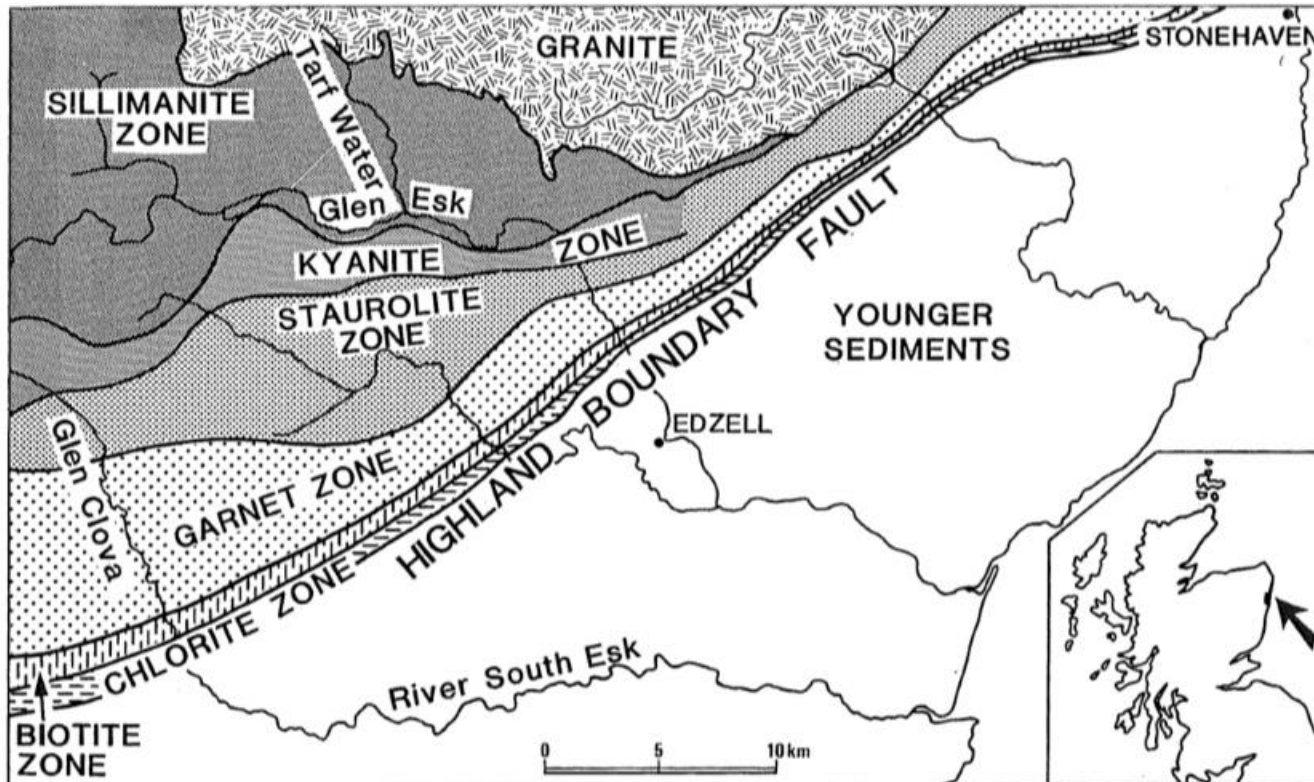 GRANITE
STONEHAVEN
SILLIMANITE
ZONE
Tarf Water
Glen Esk
KYANITE ZONE
STAUROLITE
ZONE
YOUNGER
SEDIMENTS
EDZELL
GARNET ZONE
Glen Clova
HIGHLAND BOUNDARY FAULT
CHLORITE ZONE
River South Esk
BIOTITE
ZONE
0 5 10 km